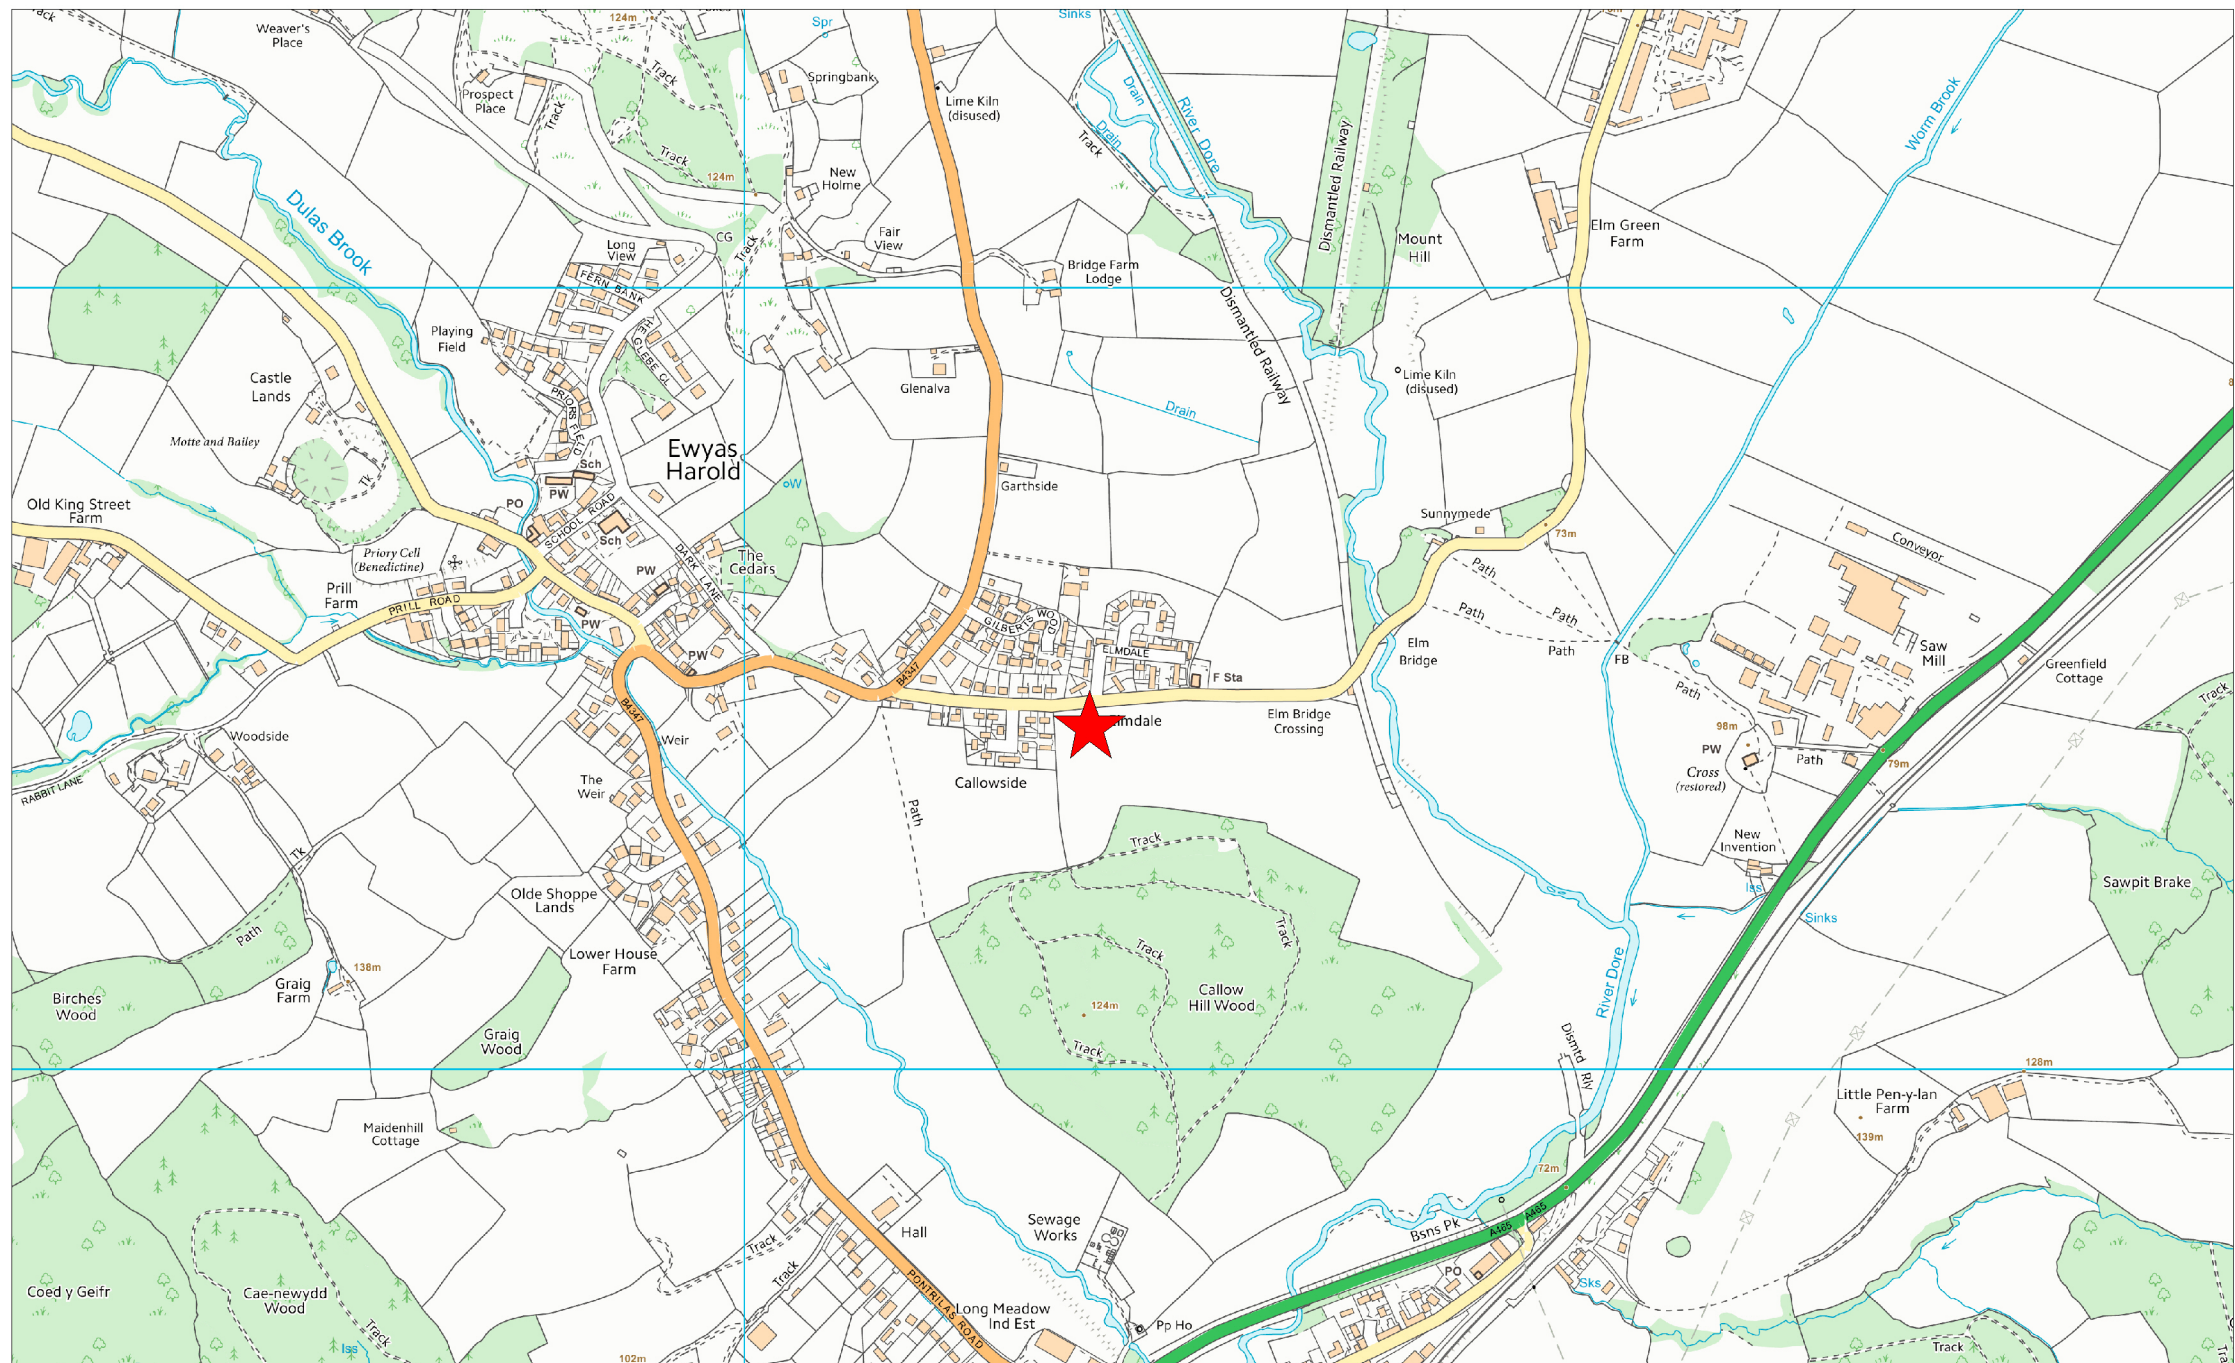 Track
Weaver's
Place
124m
Spr
Sinks
Springbank
Track
Prospect
Place
Track
Lime Kiln
(disused)
Drain
Drain
Track
River Dore
Dismantled Railway
Worm Brook
Track
124m
New
Holme
Dulas Brook
Long
View
CG
Track
Fair
View
Bridge Farm
Lodge
Mount
Hill
Elm Green
Farm
FERN BANK
THE GLEBE CL
Playing
Field
Dismantled Railway
Castle
Lands
PRIORS FIELD
Glenalva
Lime Kiln
(disused)
Drain
Motte and Bailey
Tk
Sch
Ewyas
Harold
Old King Street
Farm
PO
PW
SCHOOL ROAD
oW
Garthside
Sunnymede
73m
Sch
Priory Cell
(Benedictine)
DARK LANE
The
Cedars
Conveyor
Prill
Farm
PRILL ROAD
PW
PW
PW
GILBERTS
WOOD
ELMDALE
Path
Path
Path
Path
FB
Elm
Bridge
Saw
Mill
Greenfield
Cottage
Track
B4347
B4347
F Sta
Elmdale
Elm Bridge
Crossing
Path
98m
PW
Cross
(restored)
Path
79m
Woodside
Weir
RABBIT LANE
The
Weir
Callowside
Path
Track
New
Invention
Iss
Sinks
Sawpit Brake
Tk
Olde Shoppe
Lands
Path
Lower House
Farm
138m
Graig
Farm
Birches
Wood
Graig
Wood
Track
Track
Callow
Hill Wood
124m
Track
River Dore
Dismtd Rly
128m
Little Pen-y-lan
Farm
139m
Maidenhill
Cottage
72m
Hall
Sewage
Works
Bsns Pk
A465
A465
Track
Track
PO
Sks
Coed y Geifr
Cae-newydd
Wood
Track
Iss
PONTRILAS ROAD
Long Meadow
Ind Est
Pp Ho
102m
Track